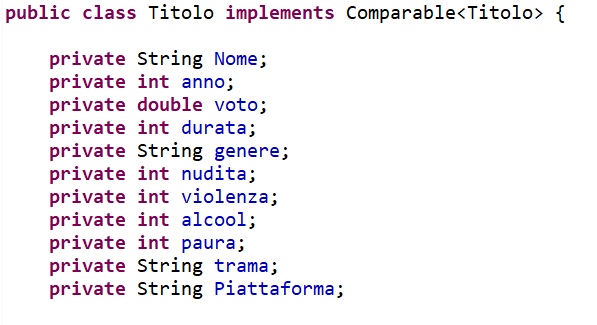 public class Titolo implements Comparable<Titolo> {
private String Nome;
private int anno;
private double voto;
private int durata;
private String genere;
private int nudita;
private int violenza;
private int alcool;
private int paura;
private String trama;
private String Piattaforma;